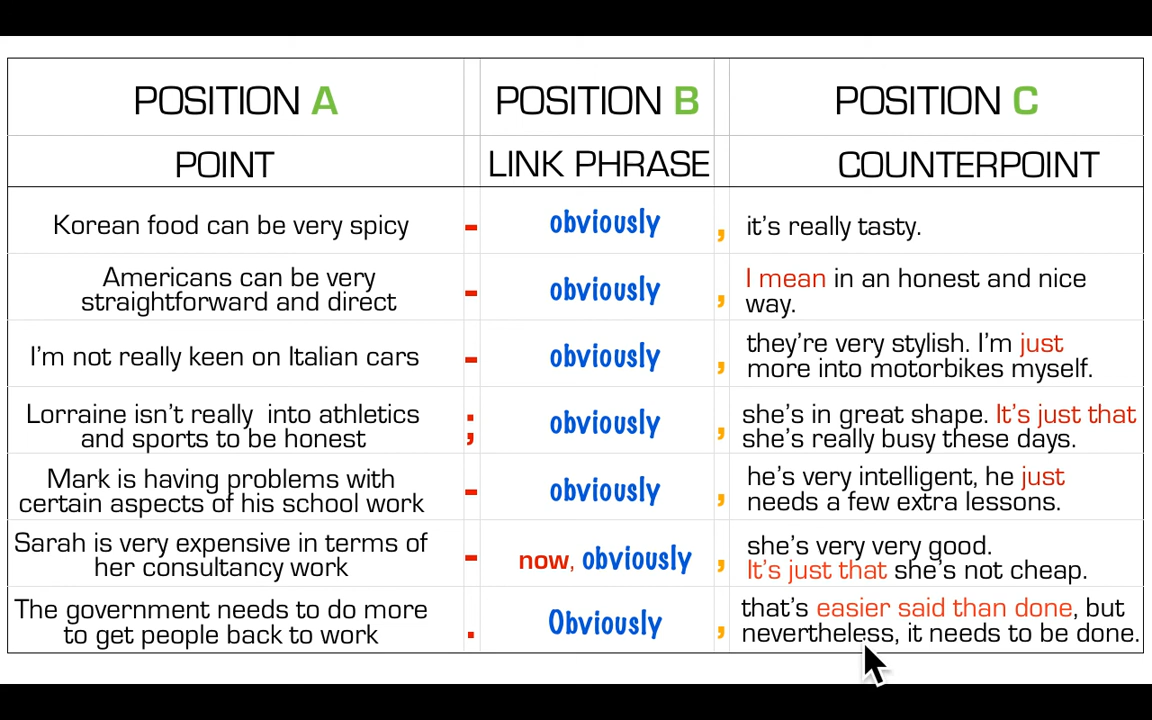 POSITION A POSITION B POSITION C
POINT LINK PHRASE COUNTERPOINT
Korean food can be very spicy - obviously , it's really tasty.
Americans can be very
straightforward and direct - obviously , I mean in an honest and nice
way.
I'm not really keen on Italian cars - obviously , they're very stylish. I'm just
more into motorbikes myself.
Lorraine isn't really into athletics
and sports to be honest ; obviously , she's in great shape. It's just that
she's really busy these days.
Mark is having problems with
certain aspects of his school work - obviously , he's very intelligent, he just
needs a few extra lessons.
Sarah is very expensive in terms of
her consultancy work - now, obviously , she's very very good.
It's just that she's not cheap.
The government needs to do more
to get people back to work . Obviously , that's easier said than done, but
nevertheless, it needs to be done.